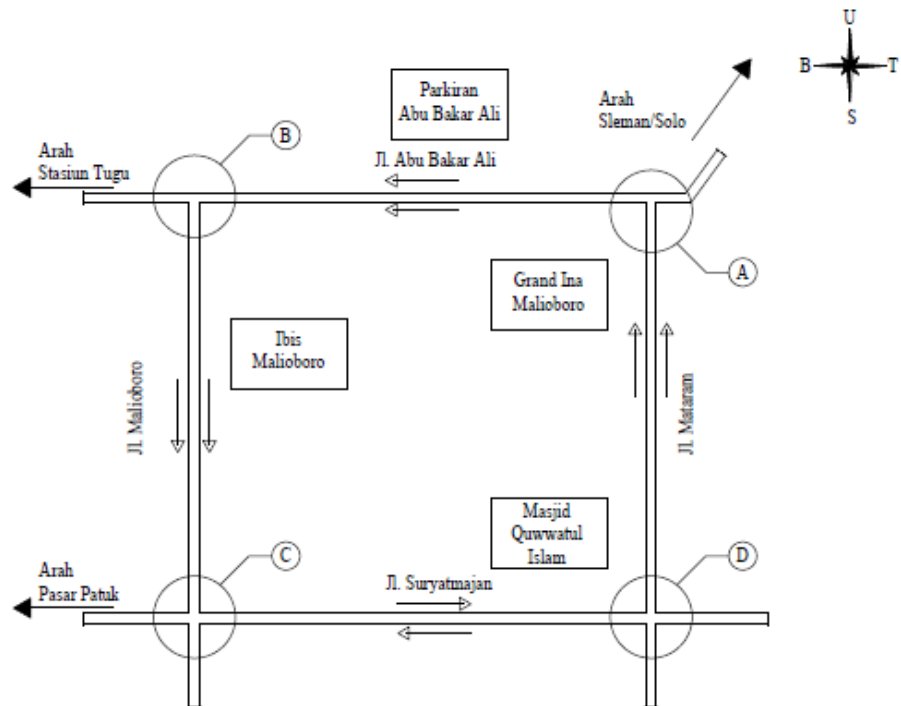 U
B
T
S
Parkiran
Abu Bakar Ali
Arah
Sleman/Solo
B
Arah
Stasiun Tugu
Jl. Abu Bakar Ali
A
Grand Ina
Malioboro
Ibis
Malioboro
Jl. Malioboro
Jl. Mataram
Masjid
Quwwatul
Islam
C
D
Arah
Pasar Patuk
Jl. Suryatmajan